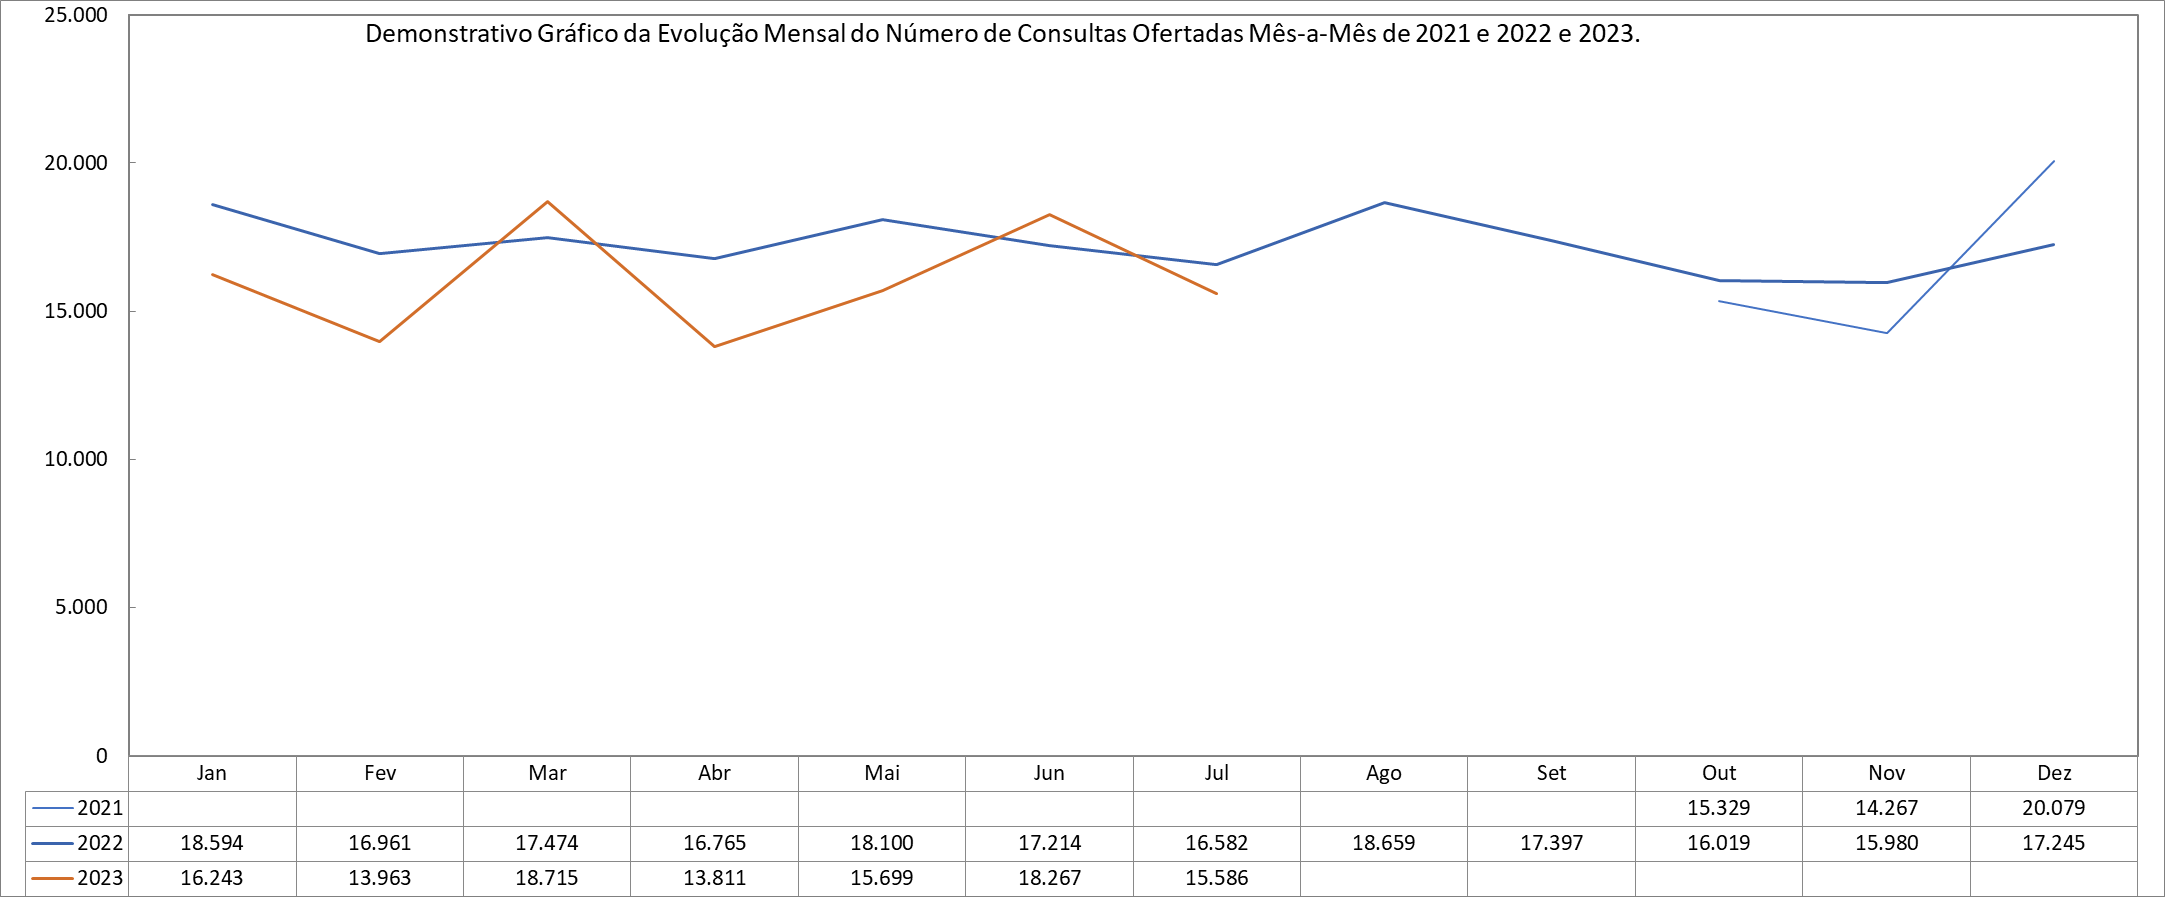 Demonstrativo Gráfico da Evolução Mensal do Número de Consultas Ofertadas Mês-a-Mês de 2021 e 2022 e 2023.
25.000
20.000
15.000
10.000
5.000
0
Jan Fev Mar Abr Mai Jun Jul Ago Set Out Nov Dez
2021 15.329 14.267 20.079
2022 18.594 16.961 17.474 16.765 18.100 17.214 16.582 18.659 17.397 16.019 15.980 17.245
2023 16.243 13.963 18.715 13.811 15.699 18.267 15.586